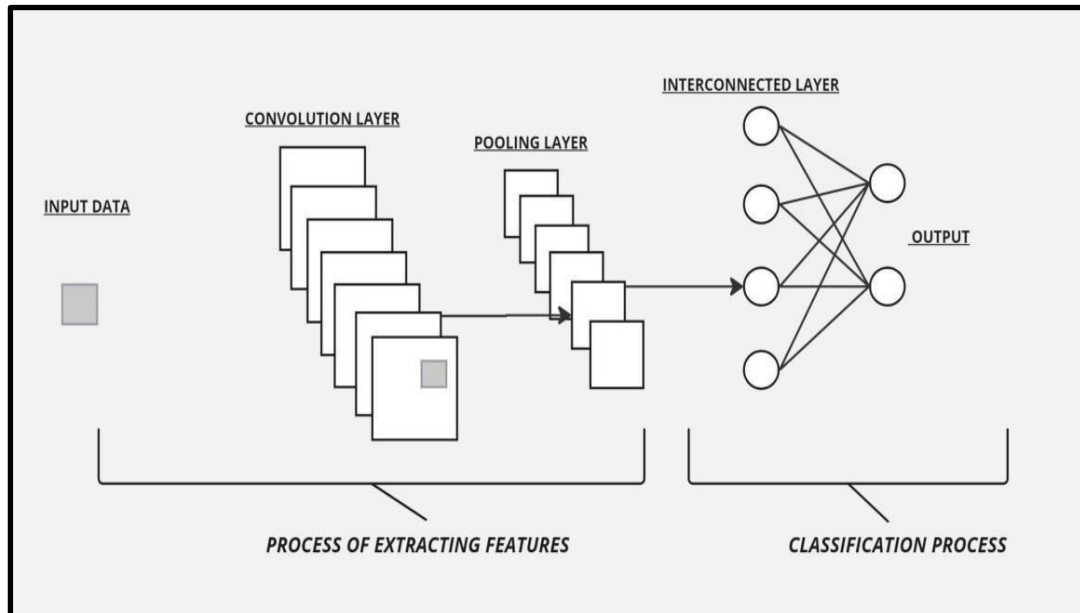 INTERCONNECTED LAYER
CONVOLUTION LAYER
POOLING LAYER
INPUT DATA
OUTPUT
PROCESS OF EXTRACTING FEATURES
CLASSIFICATION PROCESS